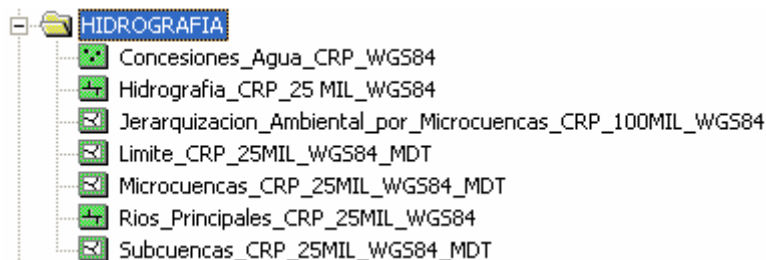 HIDROGRAFIA
Concesiones_Agua_CRP_WGS84
Hidrografia_CRP_25 MIL_WGS84
Jerarquizacion_Ambiental_por_Microcuencas_CRP_100MIL_WGS84
Limite_CRP_25MIL_WGS84_MDT
Microcuencas_CRP_25MIL_WGS84_MDT
Rios_Principales_CRP_25MIL_WGS84
Subcuencas_CRP_25MIL_WGS84_MDT